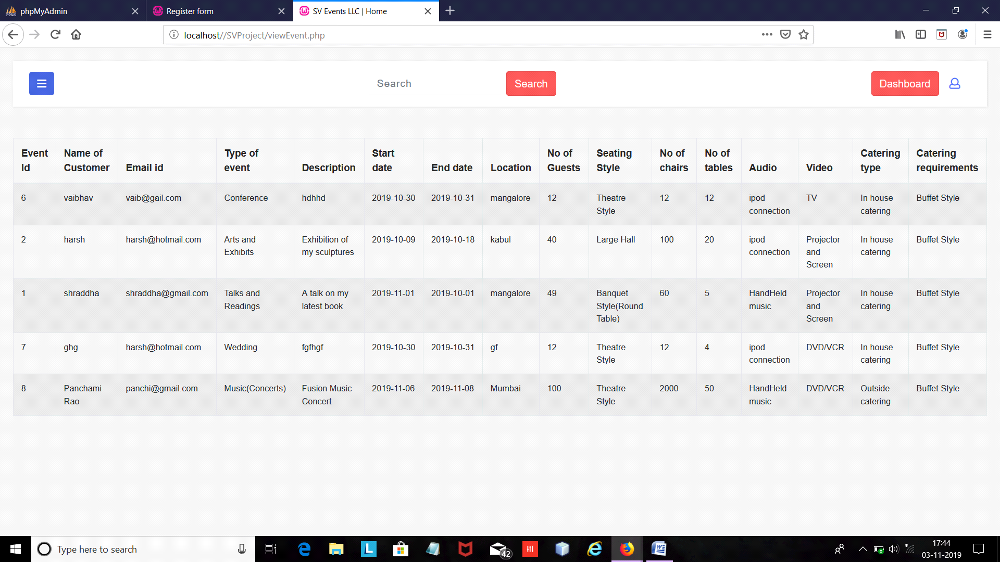 phpMyAdmin
Register form
SV Events LLC | Home
localhost//SVProject/viewEvent.php
Search
Search
Dashboard
Event Id
Name of Customer
Email id
Type of event
Description
Start date
End date
Location
No of Guests
Seating Style
No of chairs
No of tables
Audio
Video
Catering type
Catering requirements
6 vaibhav vaib@gail.com Conference hdhhd 2019-10-30 2019-10-31 mangalore 12 Theatre Style 12 12 ipod connection TV In house catering Buffet Style
2 harsh harsh@hotmail.com Arts and Exhibits Exhibition of my sculptures 2019-10-09 2019-10-18 kabul 40 Large Hall 100 20 ipod connection Projector and Screen In house catering Buffet Style
1 shraddha shraddha@gmail.com Talks and Readings A talk on my latest book 2019-11-01 2019-10-01 mangalore 49 Banquet Style(Round Table) 60 5 HandHeld music Projector and Screen In house catering Buffet Style
7 ghg harsh@hotmail.com Wedding fgfhgf 2019-10-30 2019-10-31 gf 12 Theatre Style 12 4 ipod connection DVD/VCR In house catering Buffet Style
8 Panchami Rao panchi@gmail.com Music(Concerts) Fusion Music Concert 2019-11-06 2019-11-08 Mumbai 100 Theatre Style 2000 50 HandHeld music DVD/VCR Outside catering Buffet Style
Type here to search
L
42
17:44
03-11-2019